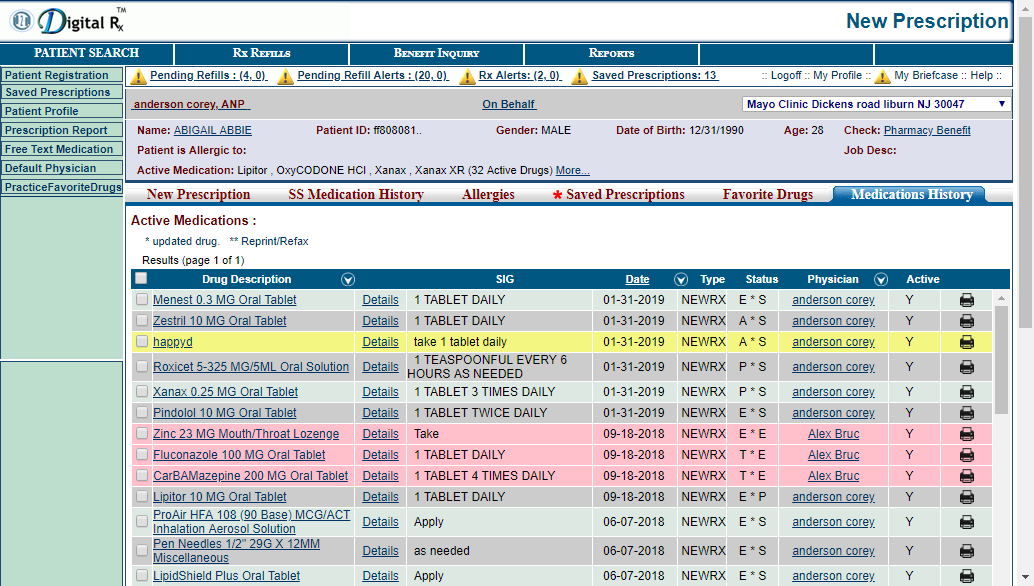 Digital Rx TM
New Prescription
PATIENT SEARCH RX REFILLS BENEFIT INQUIRY REPORTS
Patient Registration
Saved Prescriptions
Patient Profile
Prescription Report
Free Text Medication
Default Physician
PracticeFavoriteDrugs
Pending Refills : (4, 0) Pending Refill Alerts : (20, 0) Rx Alerts: (2, 0) Saved Prescriptions: 13 :: Logoff :: My Profile :: My Briefcase :: Help ::
anderson corey, ANP On Behalf Mayo Clinic Dickens road liburn NJ 30047
Name: ABIGAIL ABBIE Patient ID: ff808081.. Gender: MALE Date of Birth: 12/31/1990 Age: 28 Check: Pharmacy Benefit
Patient is Allergic to: Job Desc:
Active Medication: Lipitor , OxyCODONE HCl , Xanax , Xanax XR (32 Active Drugs) More...
New Prescription SS Medication History Allergies * Saved Prescriptions Favorite Drugs Medications History
Active Medications :
* updated drug. ** Reprint/Refax
Results (page 1 of 1)
Drug Description SIG Date Type Status Physician Active
Menest 0.3 MG Oral Tablet Details 1 TABLET DAILY 01-31-2019 NEWRX E * S anderson corey Y
Zestril 10 MG Oral Tablet Details 1 TABLET DAILY 01-31-2019 NEWRX A * S anderson corey Y
happyd Details take 1 tablet daily 01-31-2019 NEWRX A * S anderson corey Y
Roxicet 5-325 MG/5ML Oral Solution Details 1 TEASPOONFUL EVERY 6
HOURS AS NEEDED 01-31-2019 NEWRX P * S anderson corey Y
Xanax 0.25 MG Oral Tablet Details 1 TABLET 3 TIMES DAILY 01-31-2019 NEWRX P * S anderson corey Y
Pindolol 10 MG Oral Tablet Details 1 TABLET TWICE DAILY 01-31-2019 NEWRX E * S anderson corey Y
Zinc 23 MG Mouth/Throat Lozenge Details Take 09-18-2018 NEWRX E * E Alex Bruc Y
Fluconazole 100 MG Oral Tablet Details 1 TABLET DAILY 09-18-2018 NEWRX T * E Alex Bruc Y
CarBAMazepine 200 MG Oral Tablet Details 1 TABLET 4 TIMES DAILY 09-18-2018 NEWRX T * E Alex Bruc Y
Lipitor 10 MG Oral Tablet Details 1 TABLET DAILY 09-18-2018 NEWRX E * P anderson corey Y
ProAir HFA 108 (90 Base) MCG/ACT
Inhalation Aerosol Solution Details Apply 06-07-2018 NEWRX E * S anderson corey Y
Pen Needles 1/2" 29G X 12MM
Miscellaneous Details as needed 06-07-2018 NEWRX E * S anderson corey Y
LipidShield Plus Oral Tablet Details Apply 06-07-2018 NEWRX E * S anderson corey Y